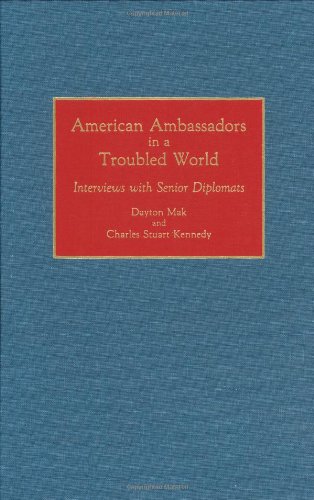 American Ambassadors
in a
Troubled World
Interviews with Senior Diplomats
Dayton Mak
and
Charles Stuart Kennedy